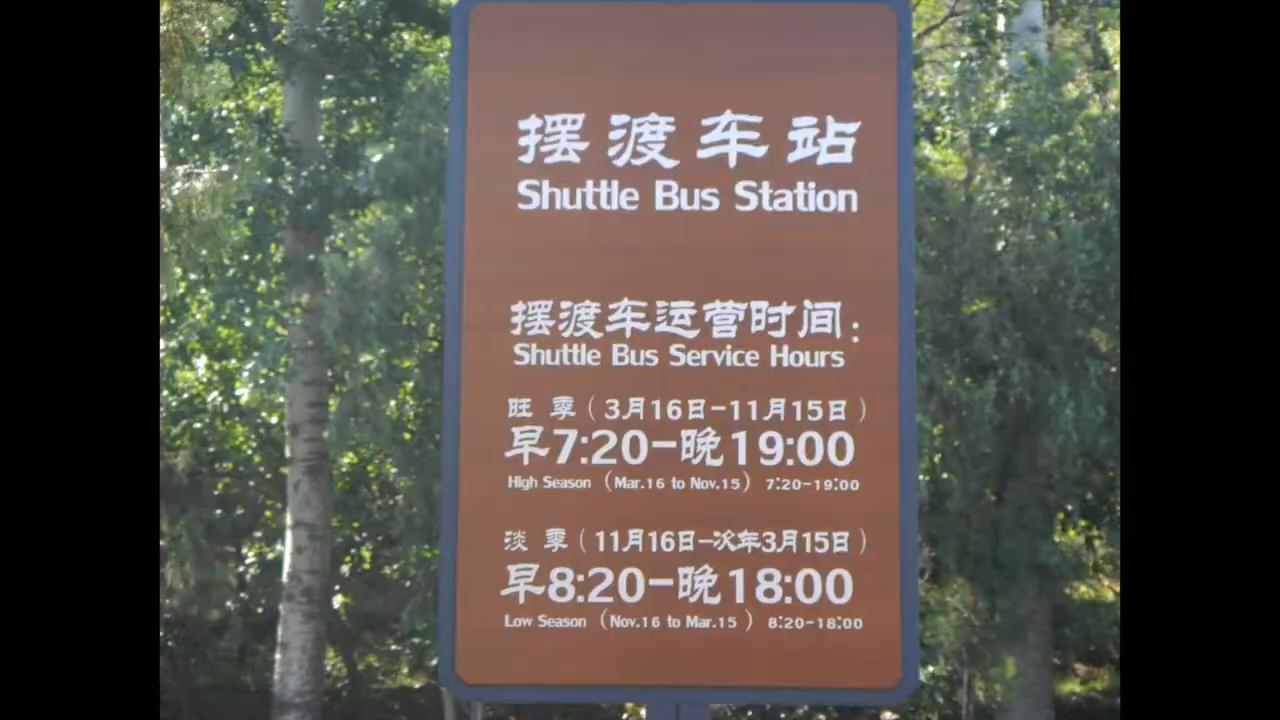 摆渡车站
Shuttle Bus Station
摆渡车运营时间:
Shuttle Bus Service Hours
旺 季(3月16日-11月15日)
早7:20-晚19:00
High Season (Mar.16 to Nov.15) 7:20-19:00
淡 季(11月16日-次年3月15日)
早8:20-晚18:00
Low Season (Nov.16 to Mar.15 ) 8:20-18:00